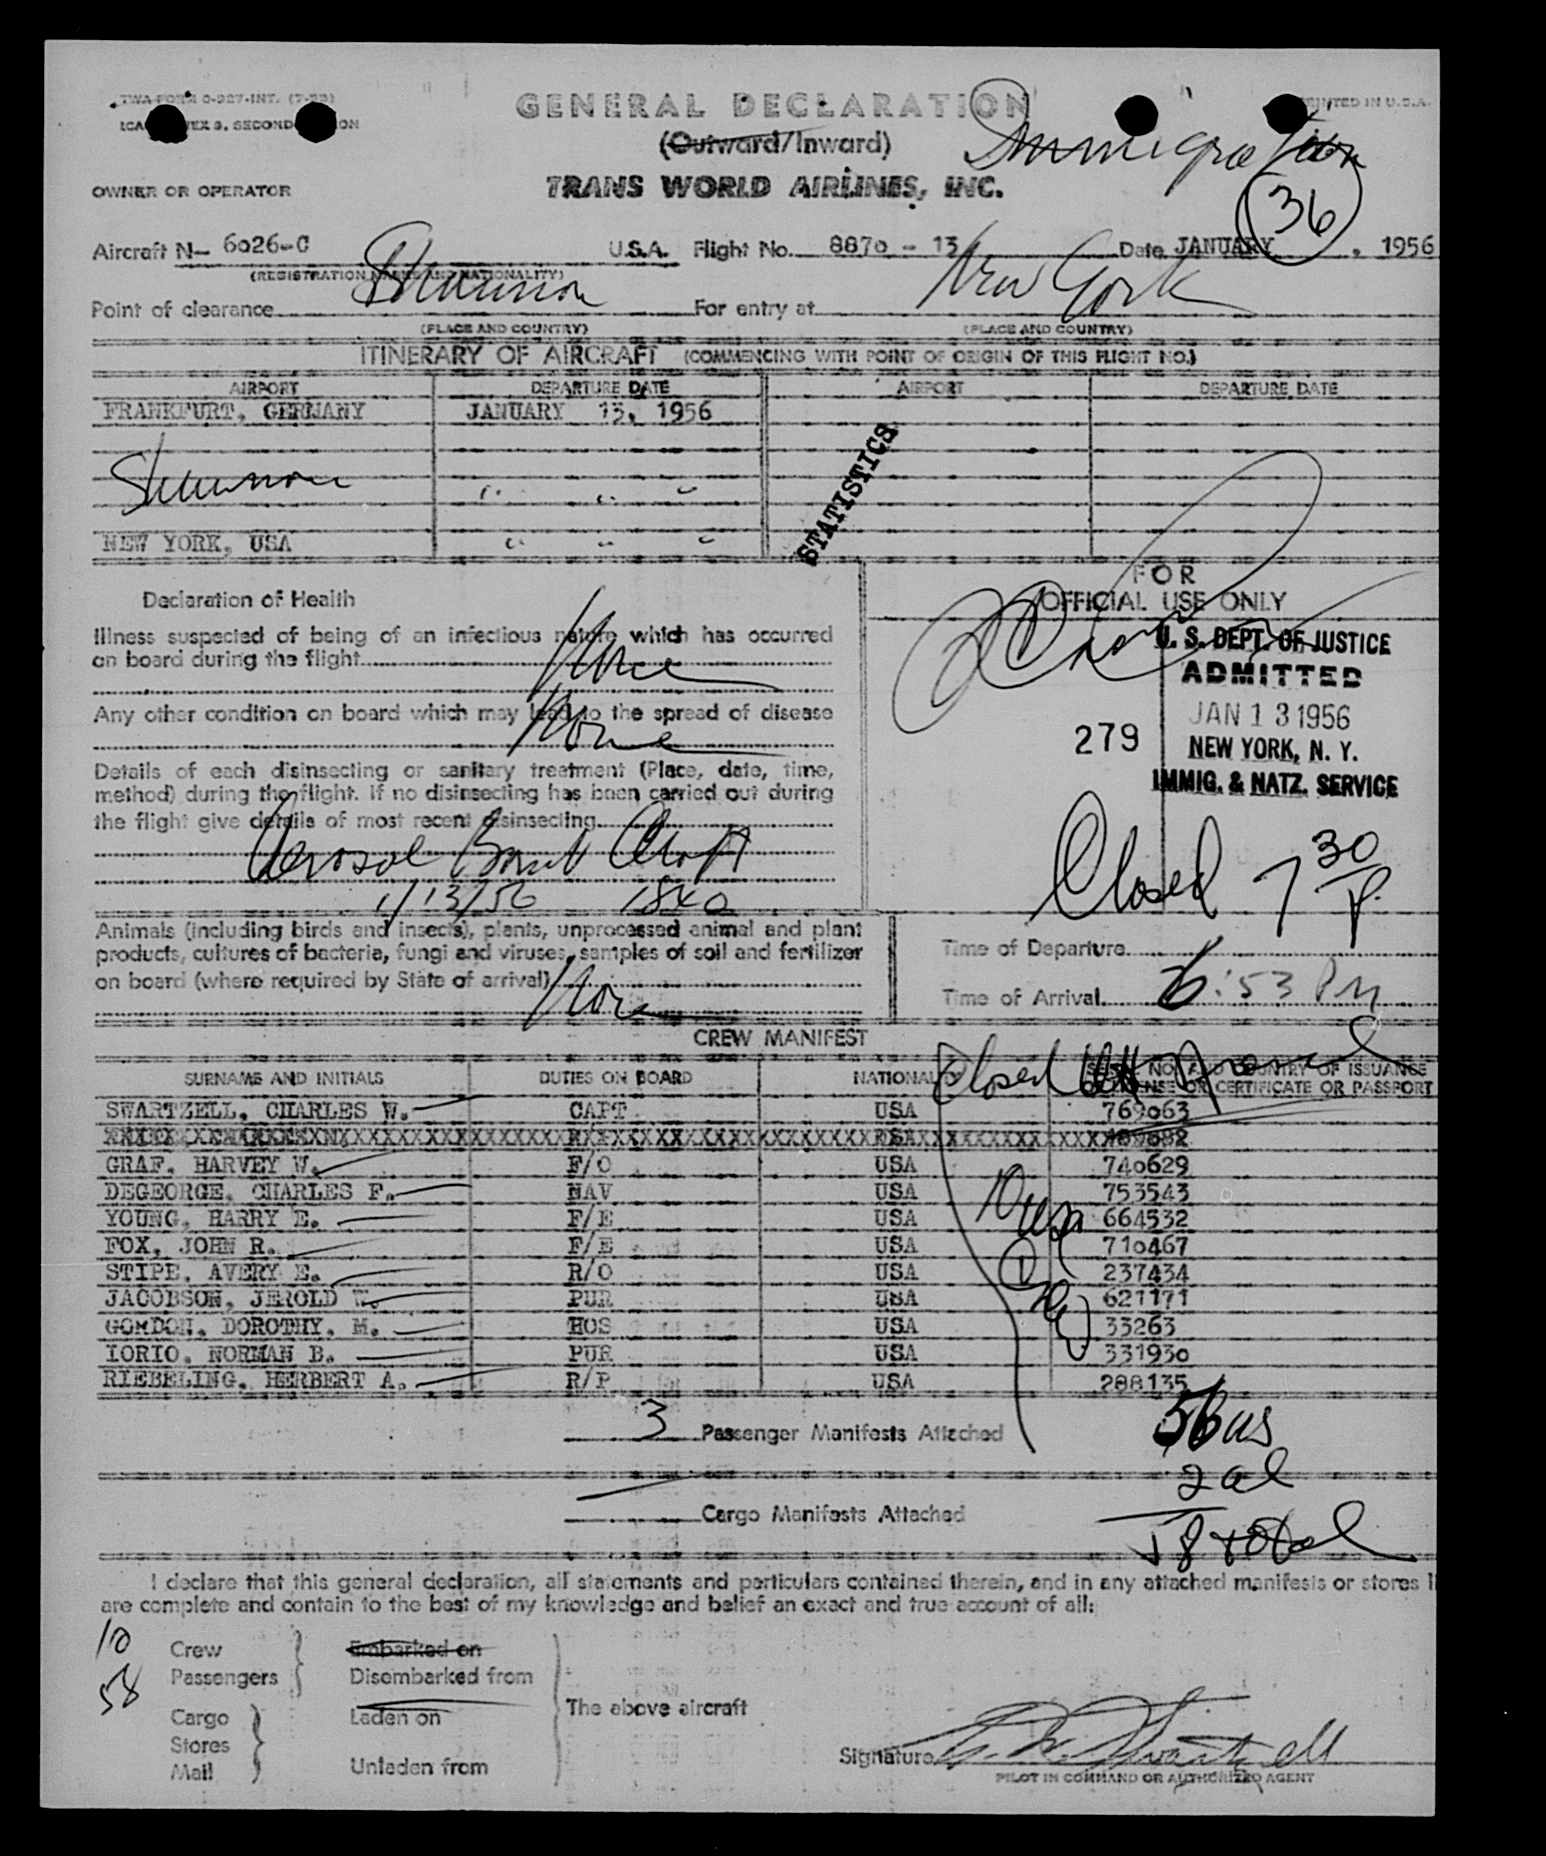 TWA FORM O-927-INT.
GENERAL DECLARATION
PRINTED IN U.S.A.
(Outward/Inward)
Immigration
OWNER OR OPERATOR
TRANS WORLD AIRLINES, INC.
36
Aircraft N- 6026-C U.S.A. Flight No. 8870 - 13 Date JANUARY , 1956
(REGISTRATION MARKS AND NATIONALITY)
Point of clearance Shannon For entry at New York
(PLACE AND COUNTRY) (PLACE AND COUNTRY)
ITINERARY OF AIRCRAFT (COMMENCING WITH POINT OF ORIGIN OF THIS FLIGHT NO.)
AIRPORT DEPARTURE DATE AIRPORT DEPARTURE DATE
FRANKFURT, GERMANY JANUARY 13, 1956
Shannon " " "
STATISTICS
NEW YORK, USA " " "
FOR
OFFICIAL USE ONLY
Declaration of Health
Illness suspected of being of an infectious nature which has occurred
on board during the flight None
Any other condition on board which may lead to the spread of disease
None
Details of each disinsecting or sanitary treatment (Place, date, time,
method) during the flight. If no disinsecting has been carried out during
the flight give details of most recent disinsecting
Aerosol Bomb
1/13/56 1840
U. S. DEPT. OF JUSTICE
ADMITTED
JAN 13 1956
279
NEW YORK, N. Y.
IMMIG. & NATZ. SERVICE
Closed 7 30 P.
Animals (including birds and insects), plants, unprocessed animal and plant
products, cultures of bacteria, fungi and viruses, samples of soil and fertilizer
on board (where required by State of arrival) None
Time of Departure
Time of Arrival 6:53 PM
CREW MANIFEST
Closed
SURNAME AND INITIALS DUTIES ON BOARD NATIONALITY SERIAL NO. AND COUNTRY OF ISSUANCE
OF LICENSE OR CERTIFICATE OR PASSPORT
SWARTZELL, CHARLES W. CAPT USA 769063
GRAF, HARVEY W. F/O USA 740629
DEGEORGE, CHARLES F. NAV USA 753543
YOUNG, HARRY E. F/E USA 664532
FOX, JOHN R. F/E USA 710467
STIPE, AVERY E. R/O USA 237434
JACOBSON, JEROLD W. PUR USA 621171
GORDON, DOROTHY, M. HOS USA 33263
IORIO, NORMAN B. PUR USA 331930
RIEBELING, HERBERT A. R/P USA 288135
3 Passenger Manifests Attached
56 us
2 al
58 total
Cargo Manifests Attached
I declare that this general declaration, all statements and particulars contained therein, and in any attached manifests or stores
are complete and contain to the best of my knowledge and belief an exact and true account of all:
10 Crew Embarked on
58 Passengers Disembarked from
The above aircraft
Cargo Laden on
Stores
Mail Unladen from
Signature C. W. Swartzell
PILOT IN COMMAND OR AUTHORIZED AGENT